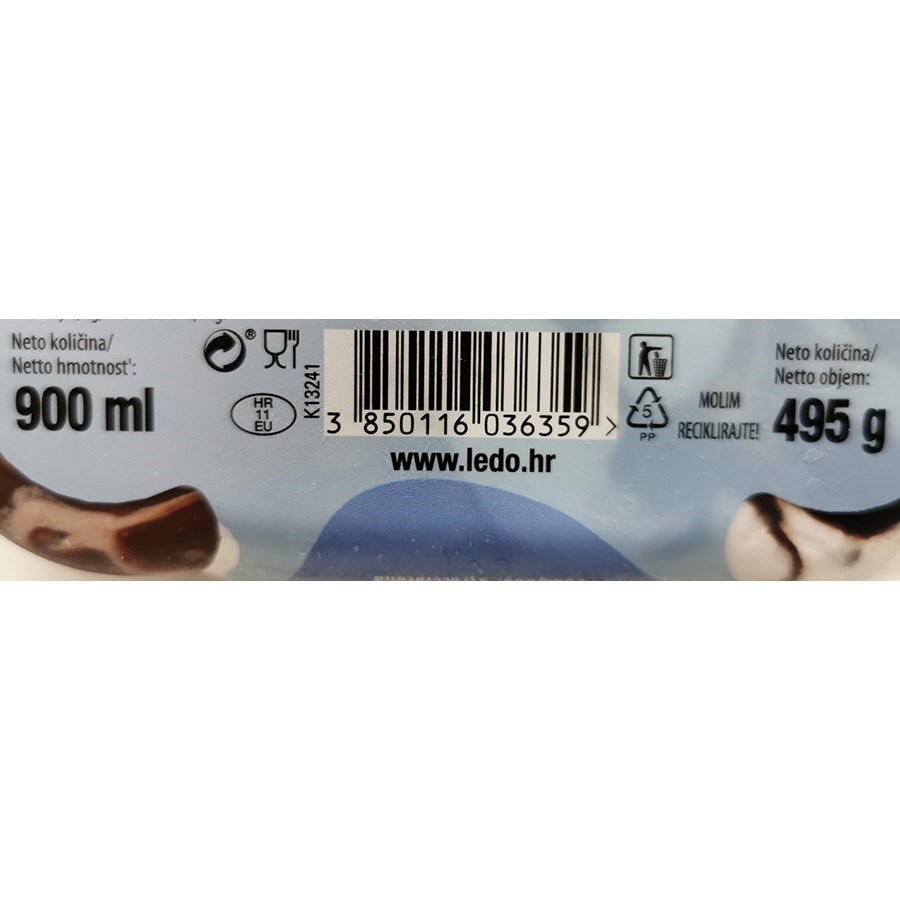 Neto količina/
Netto hmotnosť:
900 ml
®
HR
11
EU
K13241
3 850116 036359 >
www.ledo.hr
5
PP
MOLIM
RECIKLIRAJTE!
Neto količina/
Netto objem:
495 g